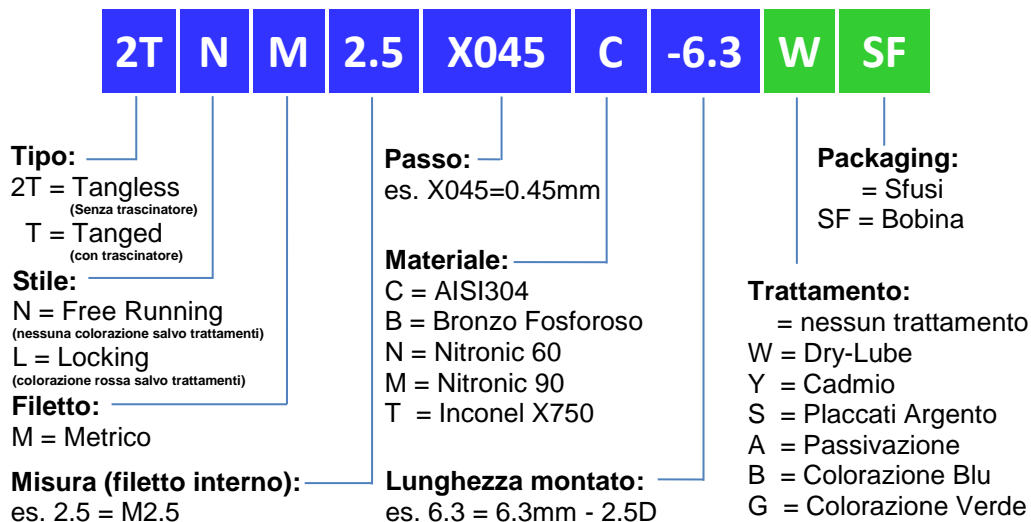 2T N M 2.5 X045 C -6.3 W SF
Tipo:
2T = Tangless
(Senza trascinatore)
T = Tanged
(con trascinatore)
Stile:
N = Free Running
(nessuna colorazione salvo trattamenti)
L = Locking
(colorazione rossa salvo trattamenti)
Filetto:
M = Metrico
Misura (filetto interno):
es. 2.5 = M2.5
Passo:
es. X045=0.45mm
Materiale:
C = AISI304
B = Bronzo Fosforoso
N = Nitronic 60
M = Nitronic 90
T = Inconel X750
Lunghezza montato:
es. 6.3 = 6.3mm - 2.5D
Packaging:
= Sfusi
SF = Bobina
Trattamento:
= nessun trattamento
W = Dry-Lube
Y = Cadmio
S = Placcati Argento
A = Passivazione
B = Colorazione Blu
G = Colorazione Verde